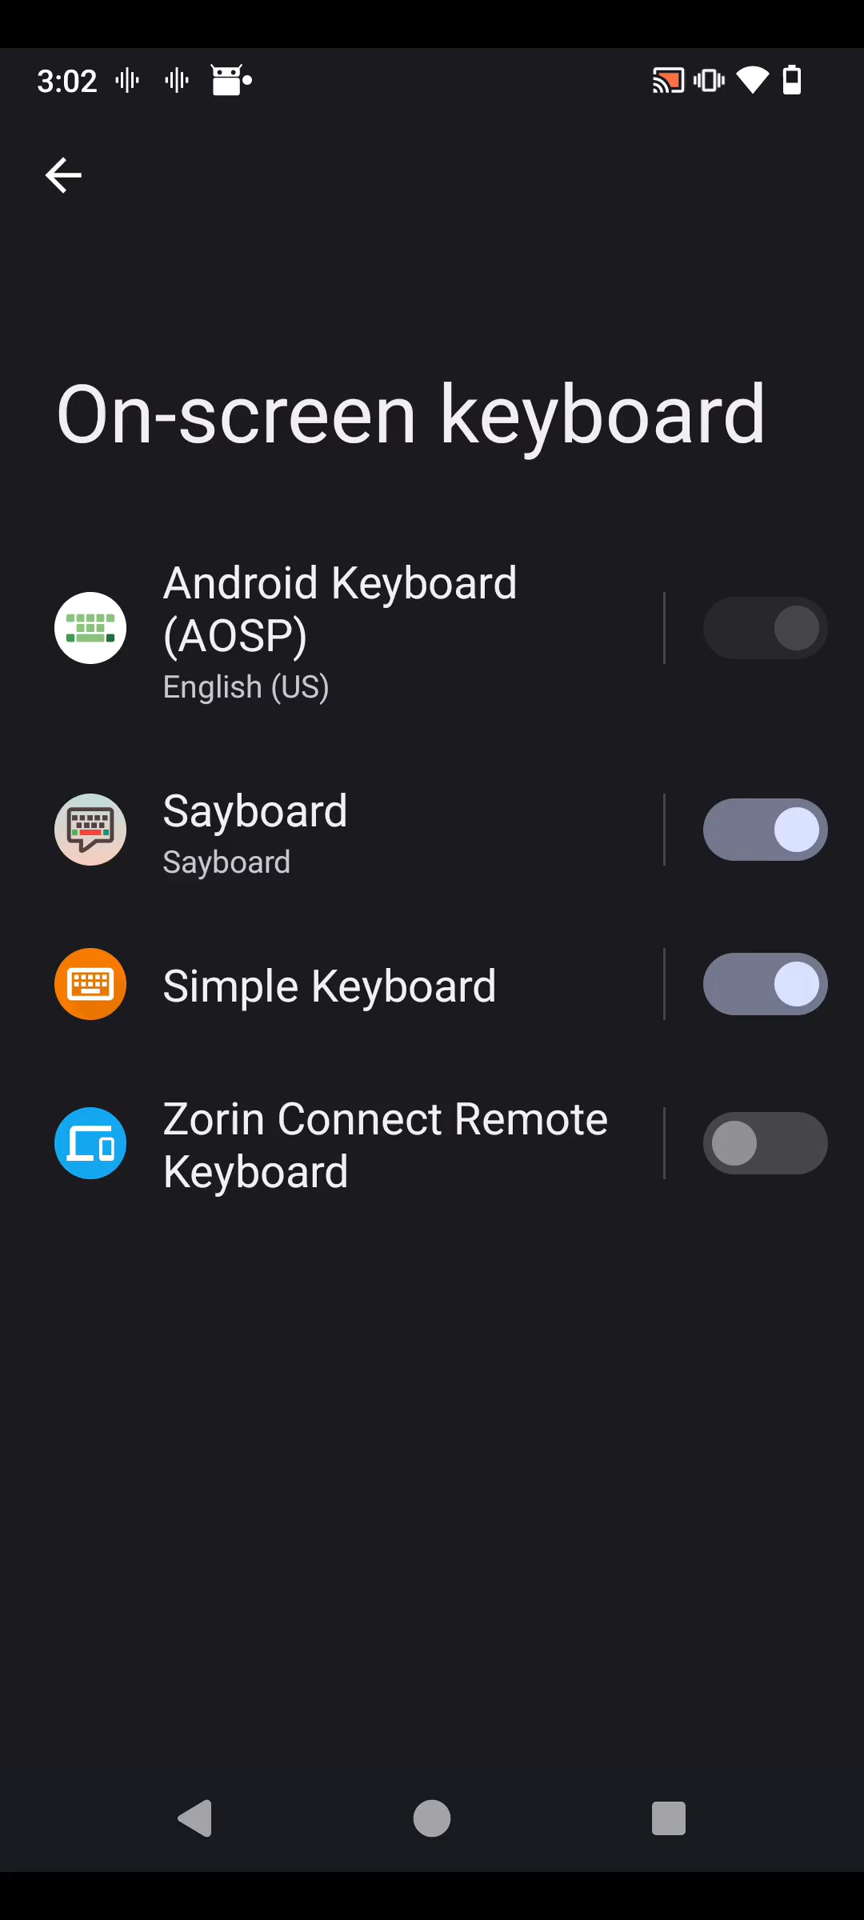 3:02
On-screen keyboard
Android Keyboard
(AOSP)
English (US)
Sayboard
Sayboard
Simple Keyboard
Zorin Connect Remote
Keyboard